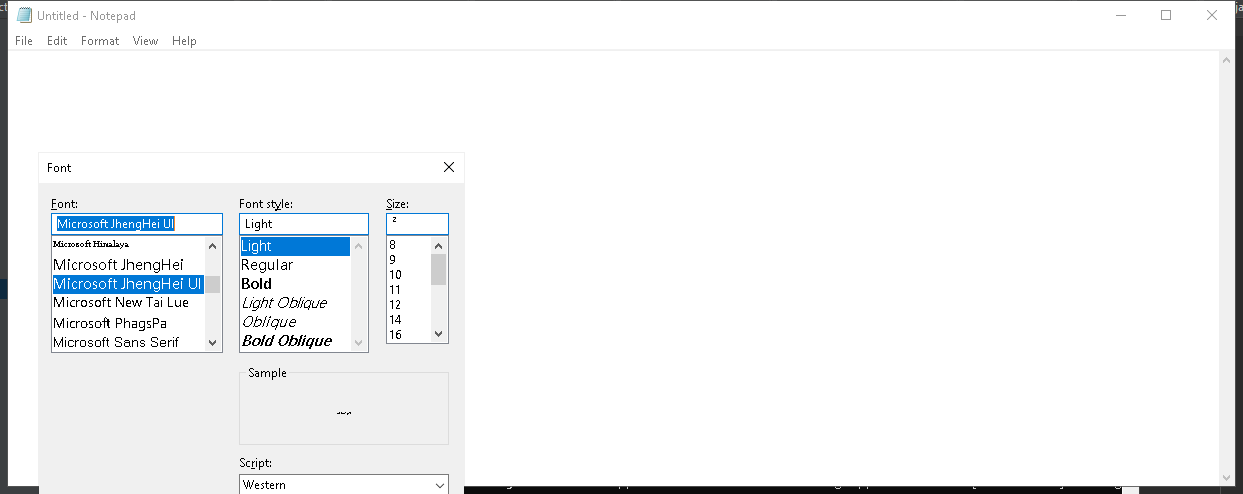 Untitled - Notepad
File Edit Format View Help
Font
Font: Font style: Size:
Microsoft JhengHei UI Light ²
Microsoft Himalaya Light 8
Microsoft JhengHei Regular 9
Microsoft JhengHei UI Bold 10
Microsoft New Tai Lue Light Oblique 11
Microsoft PhagsPa Oblique 12
Microsoft Sans Serif Bold Oblique 14
16
Sample
Script:
Western